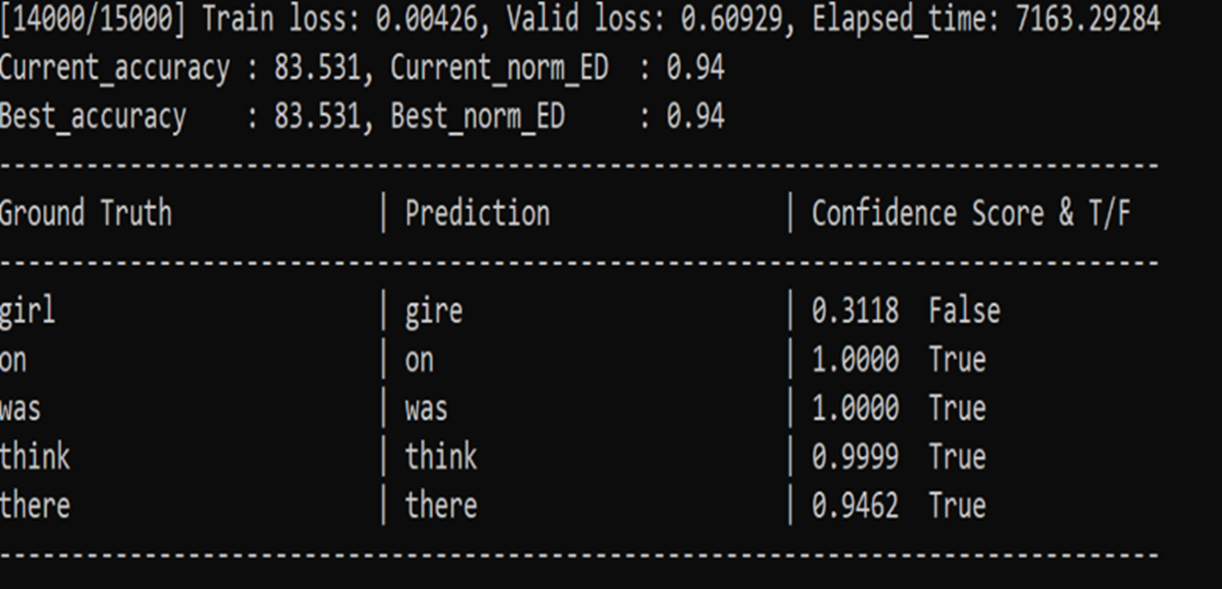 [14000/15000] Train loss: 0.00426, Valid loss: 0.60929, Elapsed_time: 7163.29284
Current_accuracy : 83.531, Current_norm_ED  : 0.94
Best_accuracy    : 83.531, Best_norm_ED     : 0.94
--------------------------------------------------------------------------------
Ground Truth              | Prediction                | Confidence Score & T/F
--------------------------------------------------------------------------------
girl                      | gire                      | 0.3118  False
on                        | on                        | 1.0000  True
was                       | was                       | 1.0000  True
think                     | think                     | 0.9999  True
there                     | there                     | 0.9462  True
--------------------------------------------------------------------------------